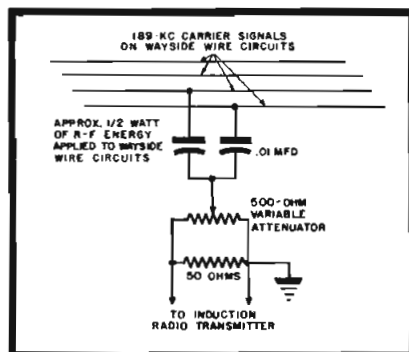 189-KC CARRIER SIGNALS
ON WAYSIDE WIRE CIRCUITS
APPROX. 1/2 WATT
OF R-F ENERGY
APPLIED TO WAYSIDE
WIRE CIRCUITS
.01 MFD
500-OHM
VARIABLE
ATTENUATOR
50 OHMS
TO INDUCTION
RADIO TRANSMITTER